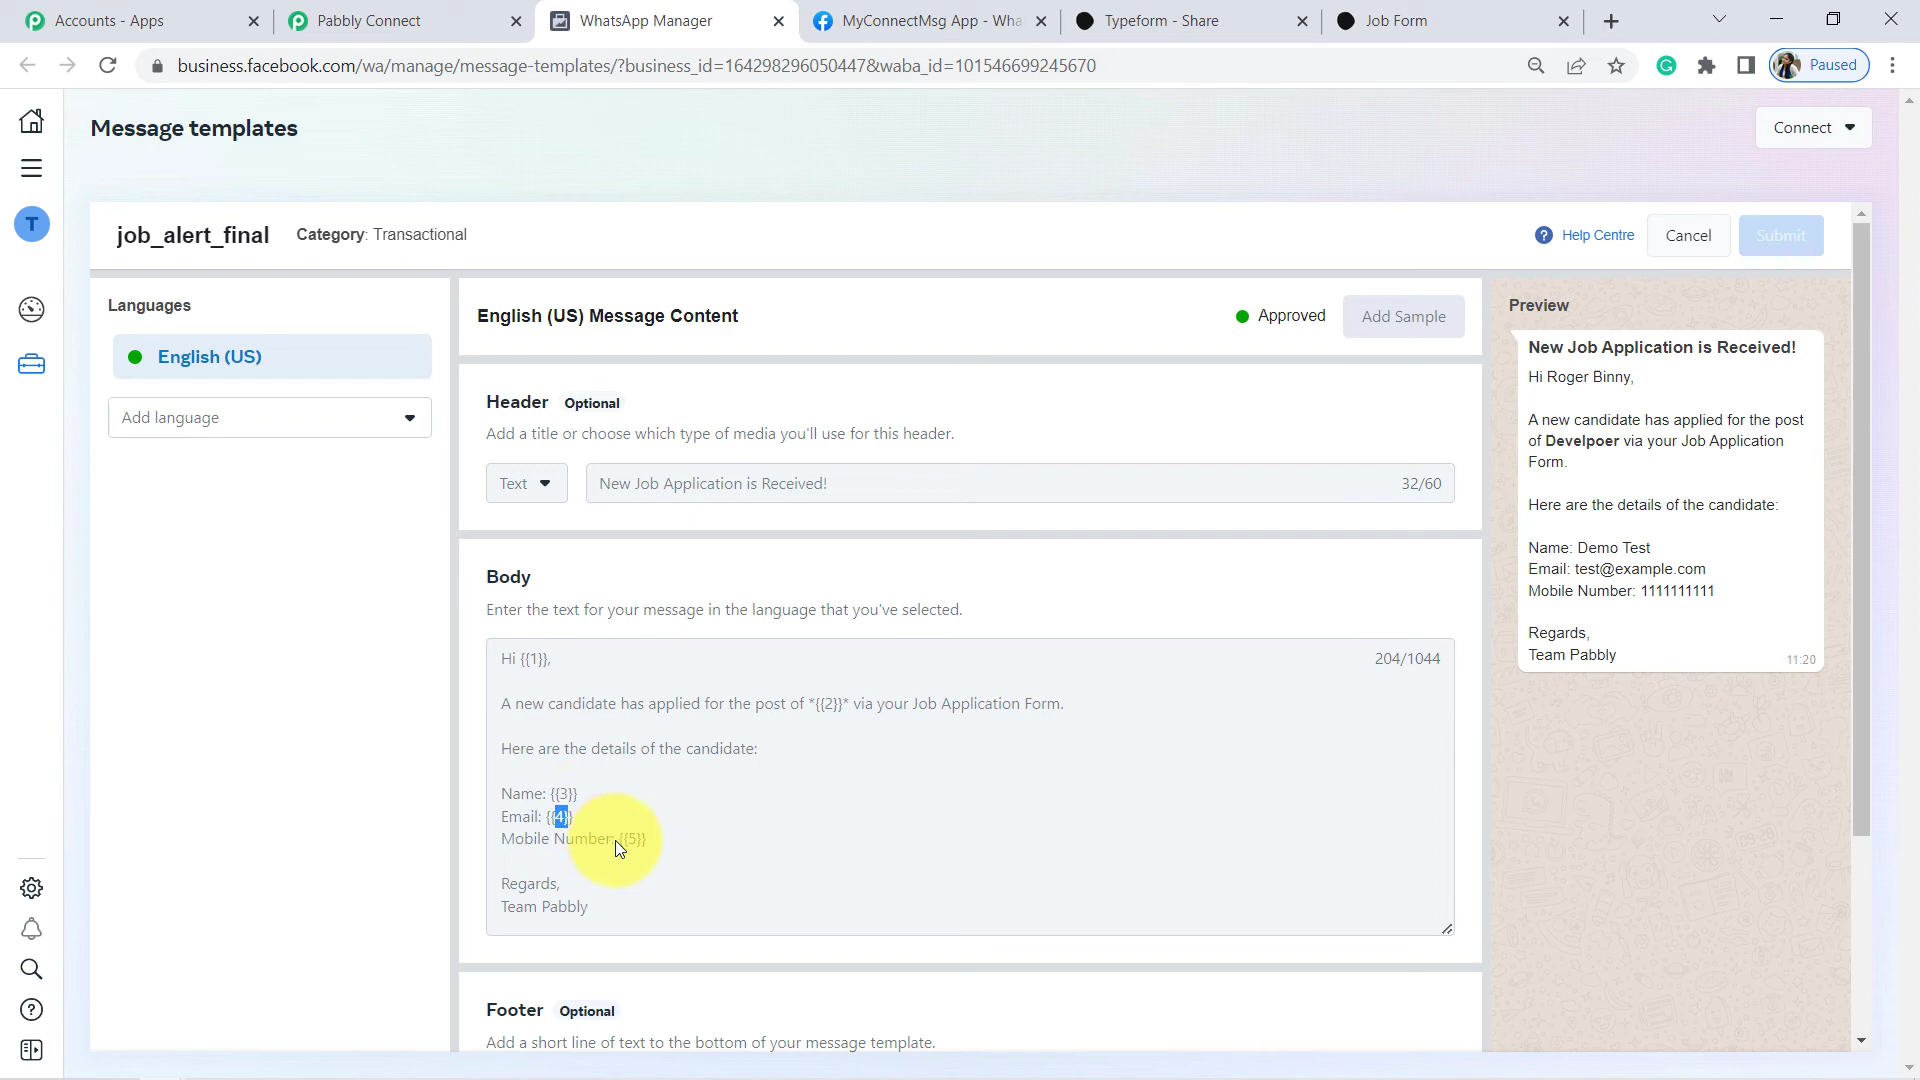 Accounts - Apps
Pabbly Connect
WhatsApp Manager
MyConnectMsg App - Wha
Typeform - Share
Job Form
business.facebook.com/wa/manage/message-templates/?business_id=164298296050447&waba_id=101546699245670
Paused
Message templates
Connect
T
job_alert_final
Category: Transactional
Help Centre
Cancel
Submit
Languages
English (US)
Add language
English (US) Message Content
Approved
Add Sample
Header Optional
Add a title or choose which type of media you'll use for this header.
Text
New Job Application is Received!
32/60
Body
Enter the text for your message in the language that you've selected.
Hi {{1}},
204/1044
A new candidate has applied for the post of *{{2}}* via your Job Application Form.
Here are the details of the candidate:
Name: {{3}}
Email: {{4}}
Mobile Number: {{5}}
Regards,
Team Pabbly
Footer Optional
Add a short line of text to the bottom of your message template.
Preview
New Job Application is Received!
Hi Roger Binny,
A new candidate has applied for the post
of Develpoer via your Job Application
Form.
Here are the details of the candidate:
Name: Demo Test
Email: test@example.com
Mobile Number: 1111111111
Regards,
Team Pabbly
11:20